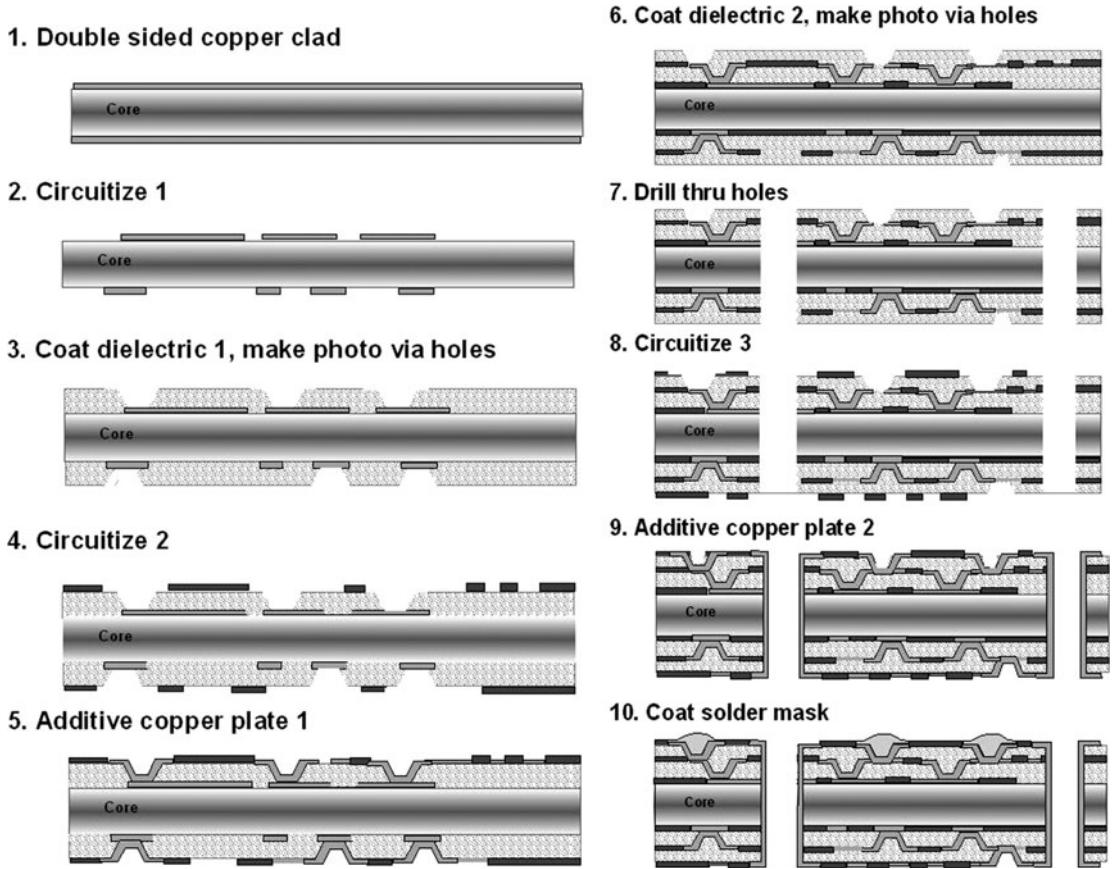 1. Double sided copper clad
Core
2. Circuitize 1
Core
3. Coat dielectric 1, make photo via holes
Core
4. Circuitize 2
Core
5. Additive copper plate 1
Core
6. Coat dielectric 2, make photo via holes
Core
7. Drill thru holes
Core
8. Circuitize 3
Core
9. Additive copper plate 2
Core
10. Coat solder mask
Core